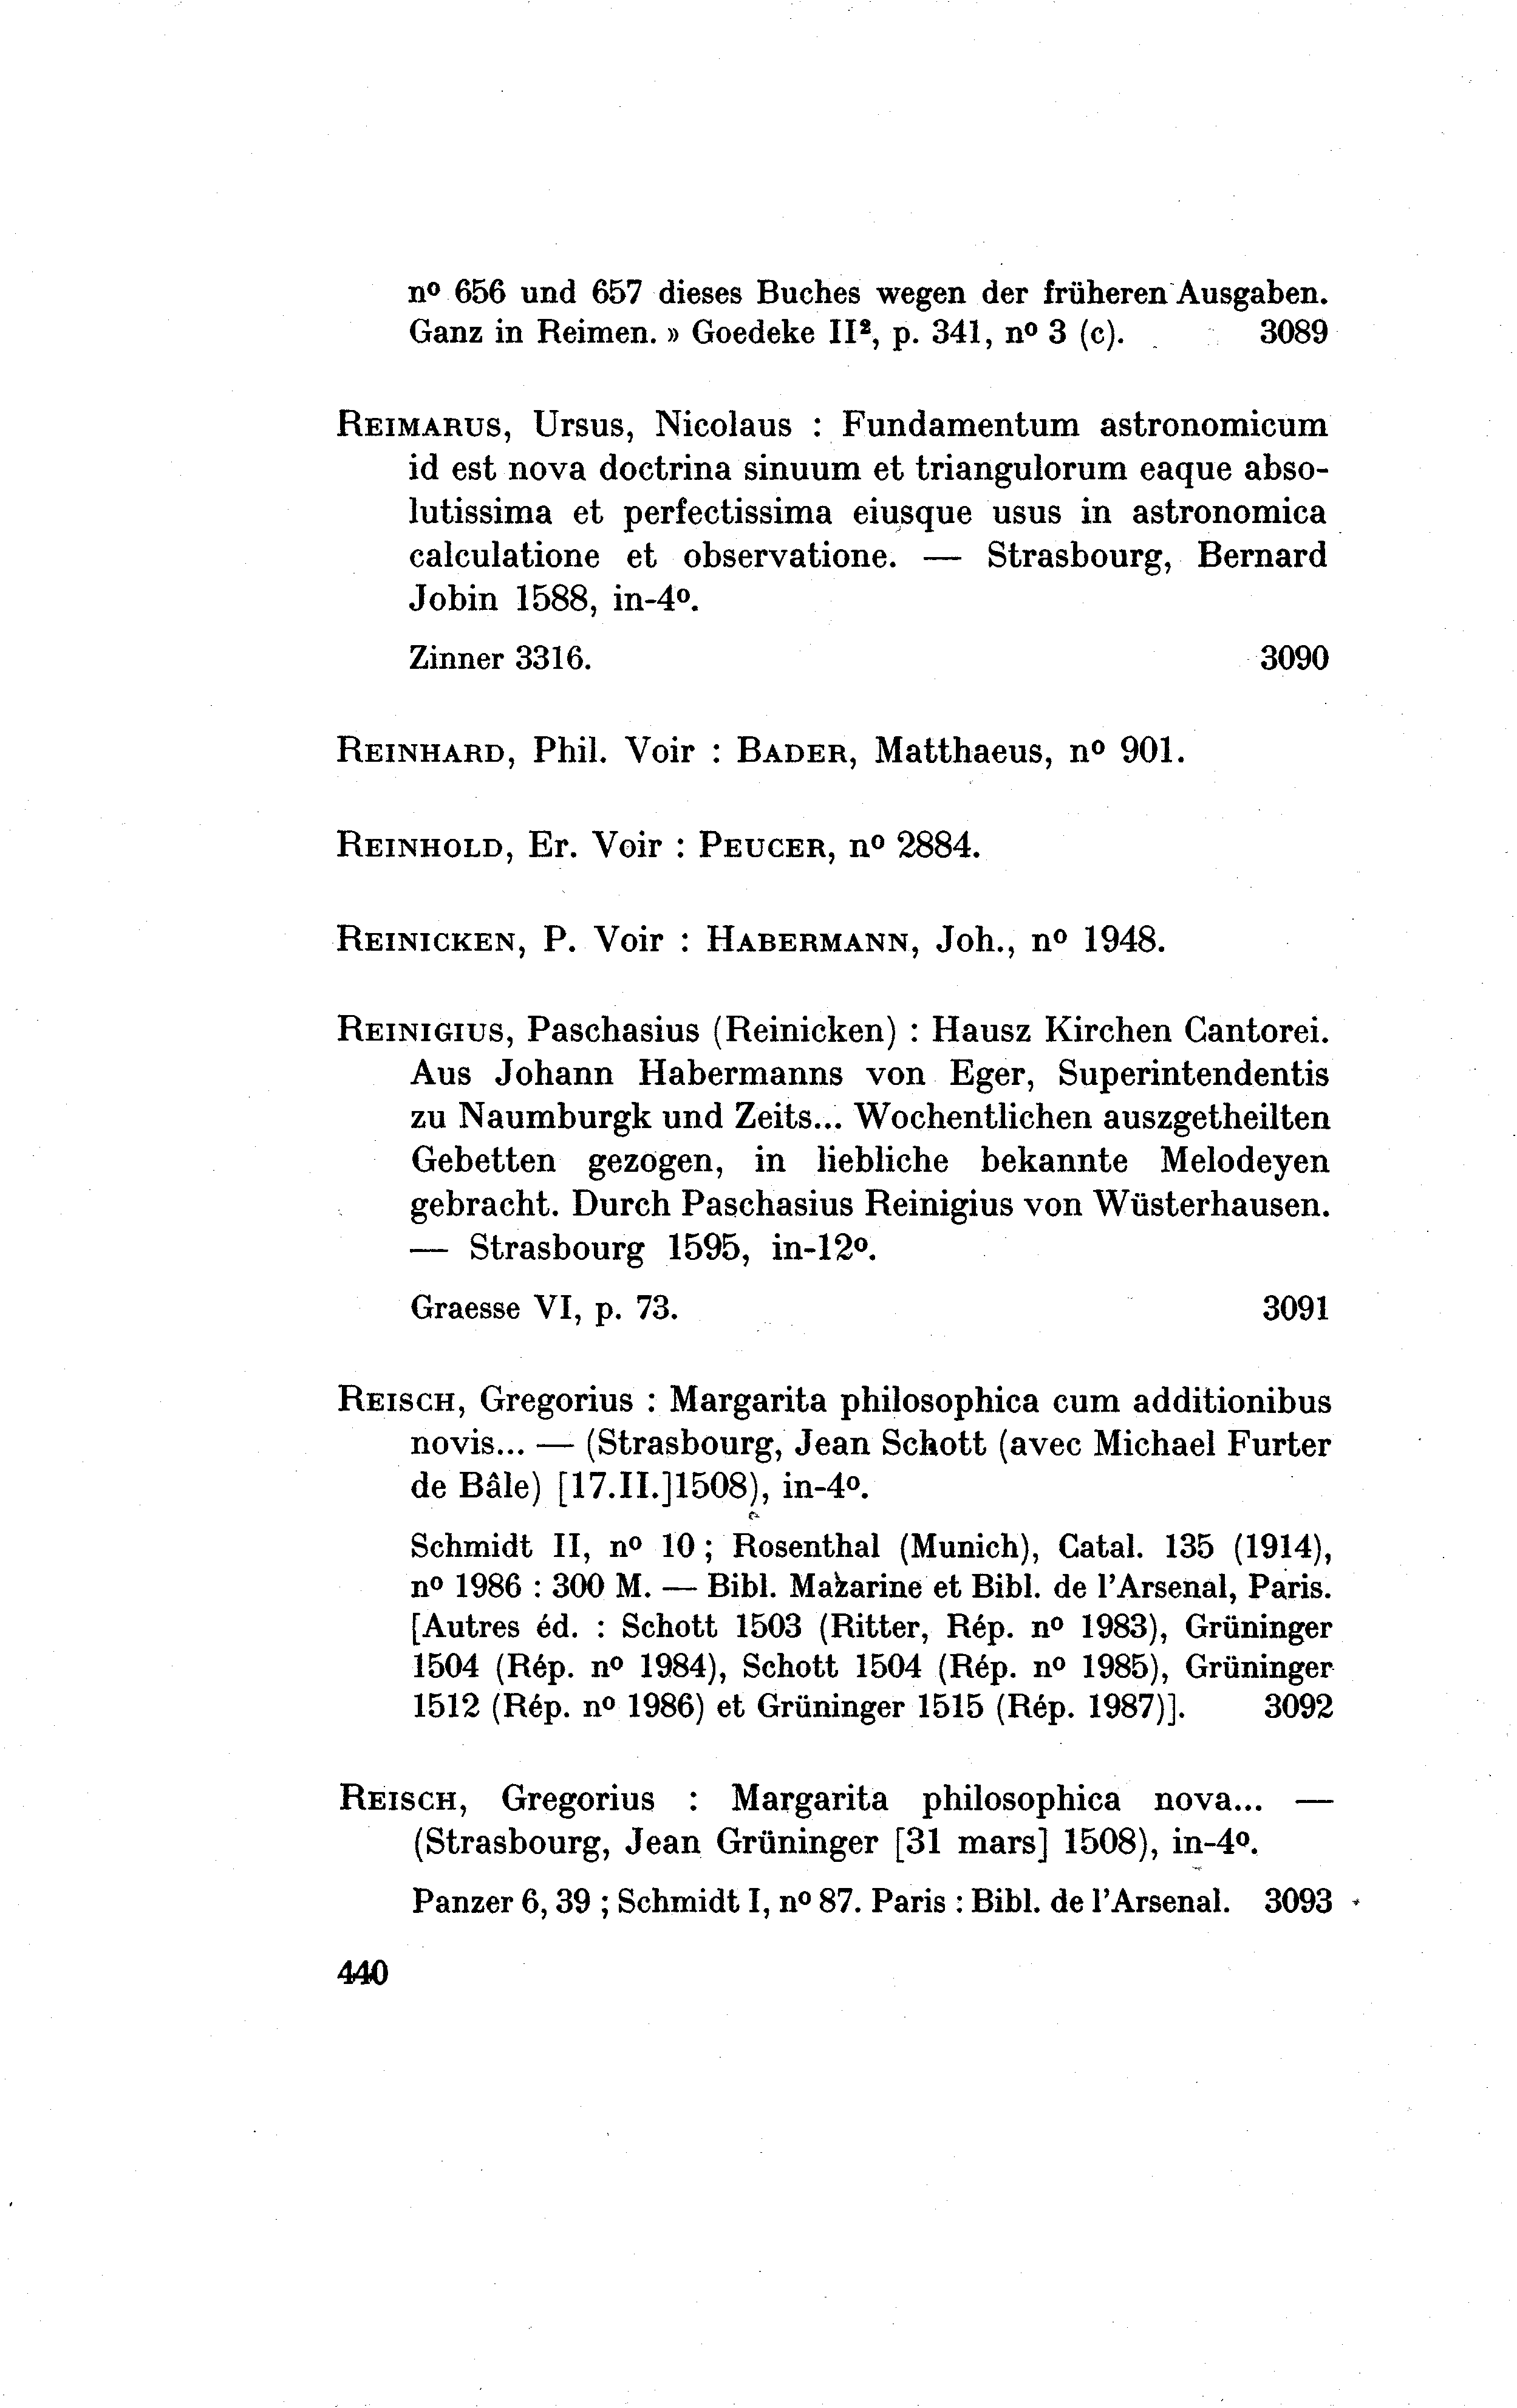 nº 656 und 657 dieses Buches wegen der früheren Ausgaben.
Ganz in Reimen. » Goedeke II², p. 341, nº 3 (c). 3089
REIMARUS, Ursus, Nicolaus : Fundamentum astronomicum
id est nova doctrina sinuum et triangulorum eaque abso-
lutissima et perfectissima eiusque usus in astronomica
calculatione et observatione. — Strasbourg, Bernard
Jobin 1588, in-4º.
Zinner 3316. 3090
REINHARD, Phil. Voir : BADER, Matthaeus, nº 901.
REINHOLD, Er. Voir : PEUCER, nº 2884.
REINICKEN, P. Voir : HABERMANN, Joh., nº 1948.
REINIGIUS, Paschasius (Reinicken) : Hausz Kirchen Cantorei.
Aus Johann Habermanns von Eger, Superintendentis
zu Naumburgk und Zeits... Wochentlichen auszgetheilten
Gebetten gezogen, in liebliche bekannte Melodeyen
gebracht. Durch Paschasius Reinigius von Wüsterhausen.
— Strasbourg 1595, in-12º.
Graesse VI, p. 73. 3091
REISCH, Gregorius : Margarita philosophica cum additionibus
novis... — (Strasbourg, Jean Schott (avec Michael Furter
de Bâle) [17.II.]1508), in-4º.
Schmidt II, nº 10 ; Rosenthal (Munich), Catal. 135 (1914),
nº 1986 : 300 M. — Bibl. Mazarine et Bibl. de l'Arsenal, Paris.
[Autres éd. : Schott 1503 (Ritter, Rép. nº 1983), Grüninger
1504 (Rép. nº 1984), Schott 1504 (Rép. nº 1985), Grüninger
1512 (Rép. nº 1986) et Grüninger 1515 (Rép. 1987)]. 3092
REISCH, Gregorius : Margarita philosophica nova... —
(Strasbourg, Jean Grüninger [31 mars] 1508), in-4º.
Panzer 6, 39 ; Schmidt I, nº 87. Paris : Bibl. de l'Arsenal. 3093
440